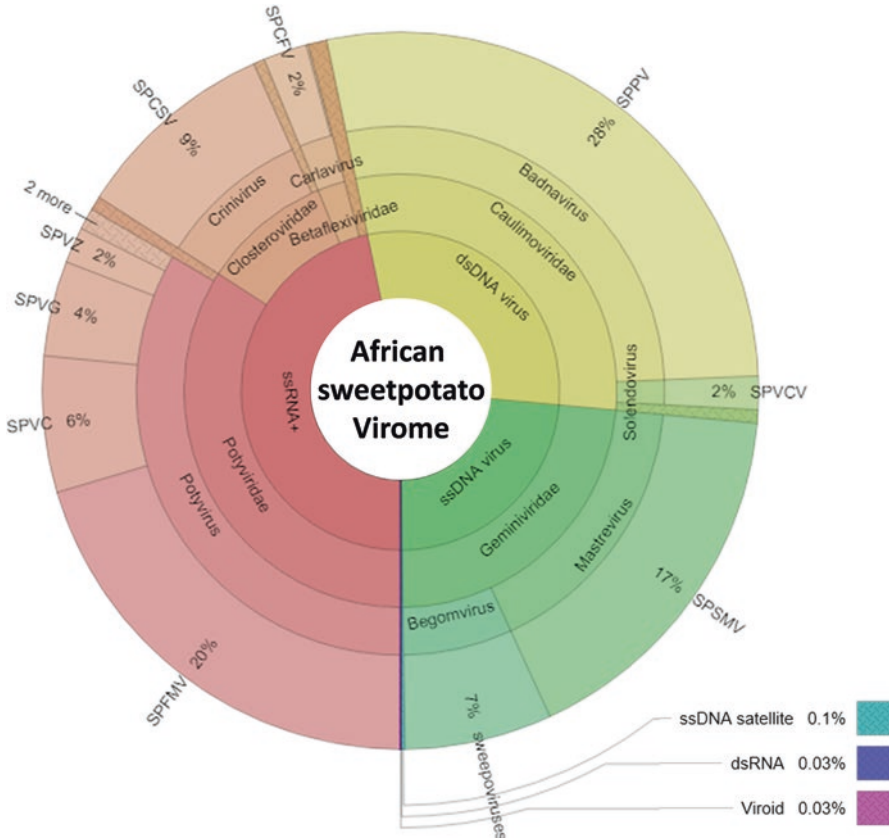 African
sweetpotato
Virome
ssRNA+
dsDNA virus
ssDNA virus
Polyviridae
Closteroviridae
Betaflexiviridae
Caulimoviridae
Geminiviridae
Potyvirus
Crinivirus
Carlavirus
Badnavirus
Solendovirus
Mastrevirus
Begomvirus
SPCFV 2%
SPPV 28%
SPVCV 2%
SPSMV 17%
sweepoviruses 7%
SPFMV 20%
SPVC 6%
SPVG 4%
SPVZ 2%
2 more
SPCSV 9%
ssDNA satellite 0.1%
dsRNA 0.03%
Viroid 0.03%